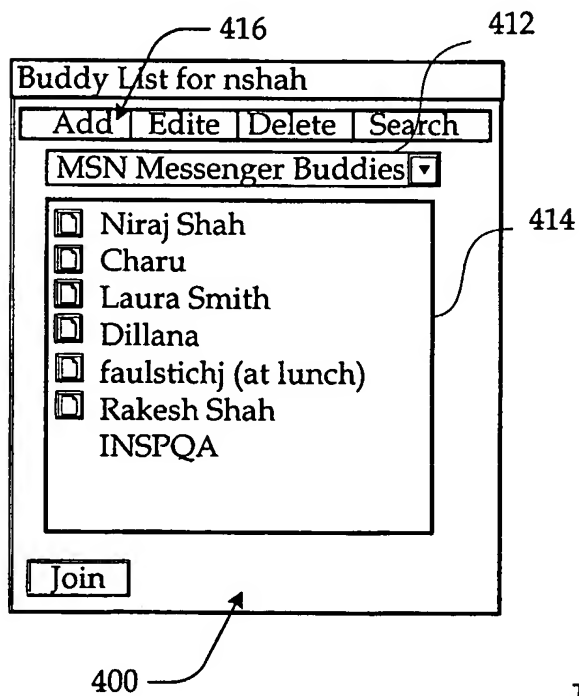 416
412
Buddy List for nshah
Add Edite Delete Search
MSN Messenger Buddies
414
Niraj Shah
Charu
Laura Smith
Dillana
faulstichj (at lunch)
Rakesh Shah
INSPQA
Join
400